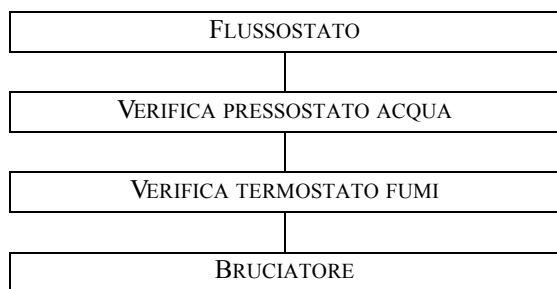 FLUSSOSTATO
VERIFICA PRESSOSTATO ACQUA
VERIFICA TERMOSTATO FUMI
BRUCIATORE